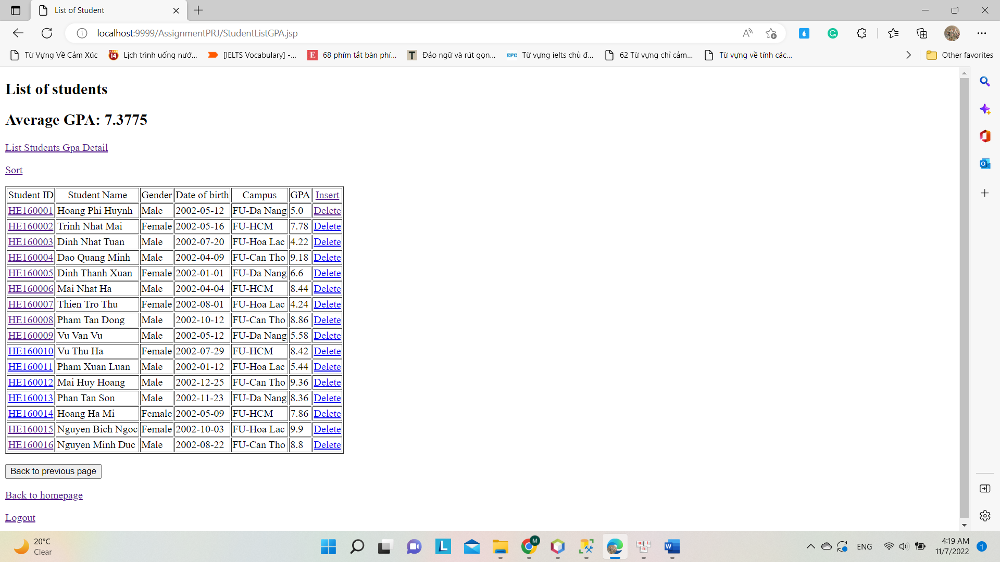 List of Student
localhost:9999/AssignmentPRJ/StudentListGPA.jsp
Từ Vựng Về Cảm Xúc
14 Lịch trình uống nướ...
[IELTS Vocabulary] -...
E 68 phím tắt bàn phí...
T Đảo ngữ và rút gọn...
EFC Từ vựng ielts chủ đ...
62 Từ vựng chỉ cảm...
Từ vựng về tính các...
Other favorites
List of students
Average GPA: 7.3775
List Students Gpa Detail
Sort
Student ID Student Name Gender Date of birth Campus GPA Insert
HE160001 Hoang Phi Huynh Male 2002-05-12 FU-Da Nang 5.0 Delete
HE160002 Trinh Nhat Mai Female 2002-05-16 FU-HCM 7.78 Delete
HE160003 Dinh Nhat Tuan Male 2002-07-20 FU-Hoa Lac 4.22 Delete
HE160004 Dao Quang Minh Male 2002-04-09 FU-Can Tho 9.18 Delete
HE160005 Dinh Thanh Xuan Female 2002-01-01 FU-Da Nang 6.6 Delete
HE160006 Mai Nhat Ha Male 2002-04-04 FU-HCM 8.44 Delete
HE160007 Thien Tro Thu Female 2002-08-01 FU-Hoa Lac 4.24 Delete
HE160008 Pham Tan Dong Male 2002-10-12 FU-Can Tho 8.86 Delete
HE160009 Vu Van Vu Male 2002-05-12 FU-Da Nang 5.58 Delete
HE160010 Vu Thu Ha Female 2002-07-29 FU-HCM 8.42 Delete
HE160011 Pham Xuan Luan Male 2002-01-12 FU-Hoa Lac 5.44 Delete
HE160012 Mai Huy Hoang Male 2002-12-25 FU-Can Tho 9.36 Delete
HE160013 Phan Tan Son Male 2002-11-23 FU-Da Nang 8.36 Delete
HE160014 Hoang Ha Mi Female 2002-05-09 FU-HCM 7.86 Delete
HE160015 Nguyen Bich Ngoc Female 2002-10-03 FU-Hoa Lac 9.9 Delete
HE160016 Nguyen Minh Duc Male 2002-08-22 FU-Can Tho 8.8 Delete
Back to previous page
Back to homepage
Logout
20°C
Clear
ENG
4:19 AM
11/7/2022
1